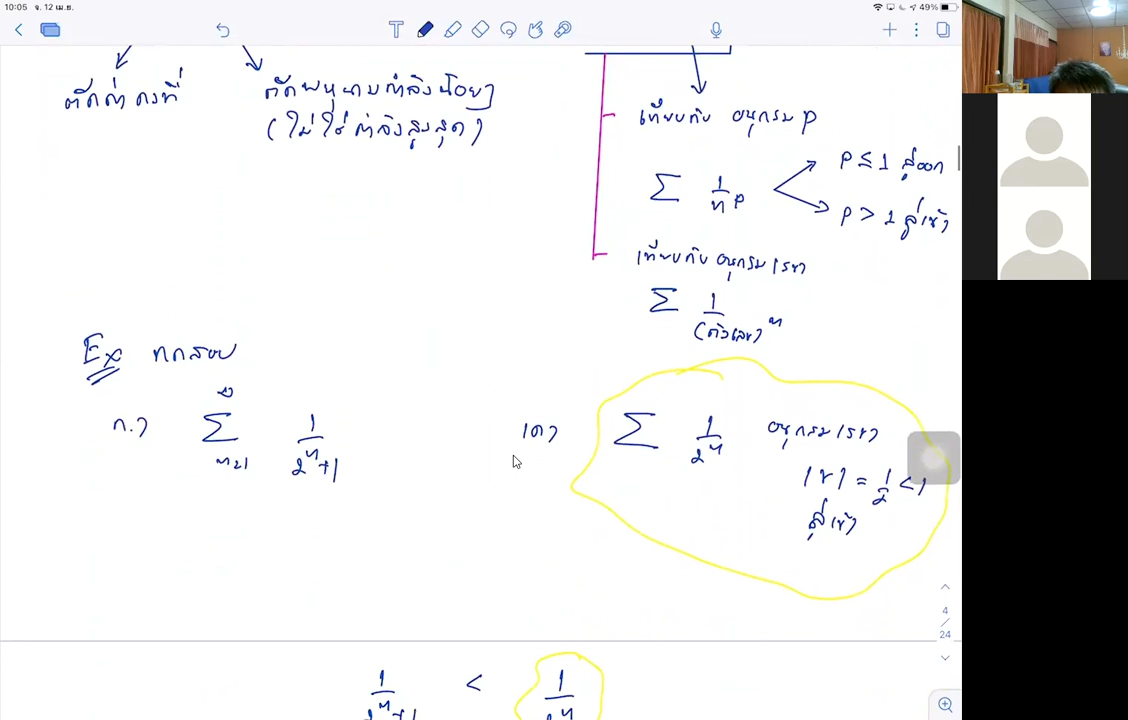 10:05 จ. 12 เม.ย.
49%
ตัดค่าคงที่
ตัดพหุนามกำลังน้อยๆ
(ไม่ใช่กำลังสูงสุด)
เทียบกับ อนุกรม p
Σ 1/n^p
p ≤ 1 ลู่ออก
p > 1 ลู่เข้า
เทียบกับ อนุกรมเรขา
Σ 1/(ตัวเลข)^n
Ex ทดสอบ
ก.) Σ_{n=1}^{∞} 1/(2^n+1)
เดา Σ 1/2^n อนุกรมเรขา
|r| = 1/2 < 1
ลู่เข้า
4
/
24
1/(2^n+1) < 1/2^n